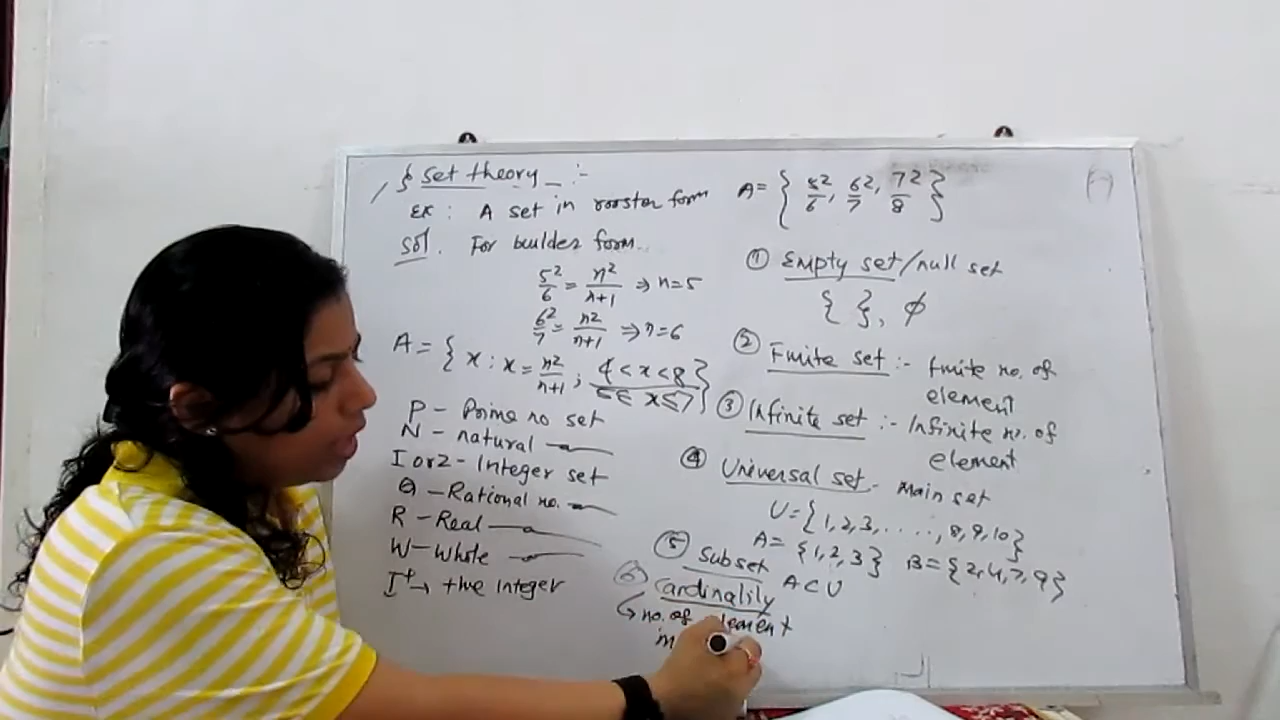 Set theory :-
Ex : A set in rooster form A = { 5²/6, 6²/7, 7²/8 }
Sol. For builder form.
5²/6 = n²/n+1 ⇒ n=5
6²/7 = n²/n+1 ⇒ n=6
A = { x : x = n²/n+1 ; 4 < x < 8 }
5 ≤ x ≤ 7
P - Prime no set
N - natural
I or Z - Integer set
Q - Rational no.
R - Real
W - Whole
I⁺ → +ve integer
① Empty set/null set
{ }, ϕ
② Finite set :- finite no. of
element
③ Infinite set :- Infinite no. of
element
④ Universal set - Main set
U = {1, 2, 3, ....., 8, 9, 10}
A = {1, 2, 3} B = {2, 4, 7, 9}
⑤ Subset A ⊂ U
⑥ Cardinality
↳ no. of element